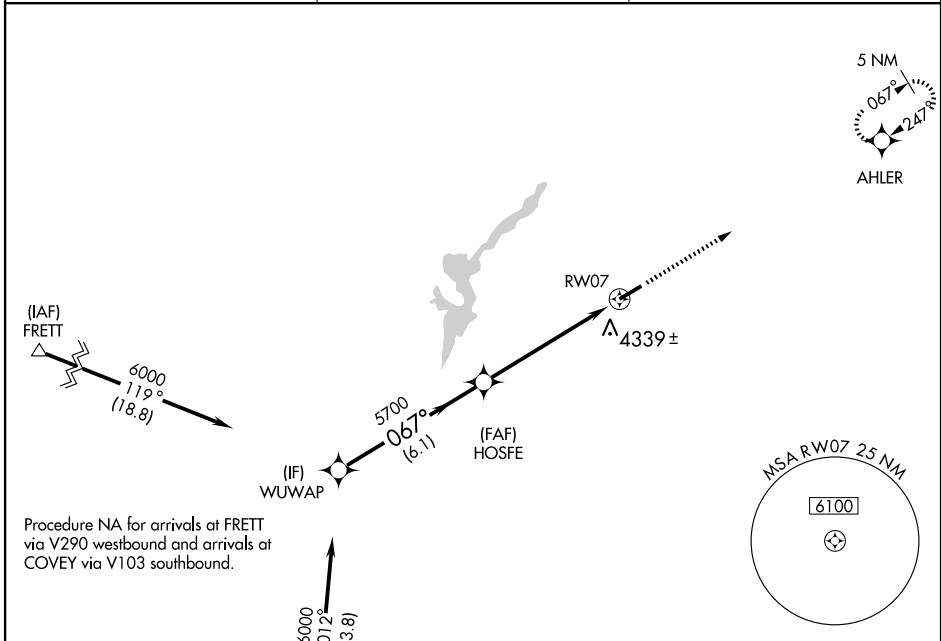 5 NM
067°
247°
AHLER
RW07
4339 ±
(IAF)
FRETT
6000
119°
(18.8)
5700
067°
(6.1)
(FAF)
HOSFE
(IF)
WUWAP
MSA RW07 25 NM
6100
Procedure NA for arrivals at FRETT
via V290 westbound and arrivals at
COVEY via V103 southbound.
6000
012°